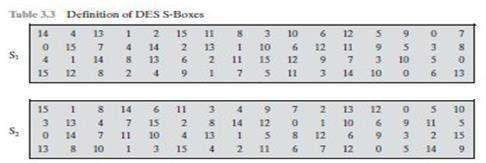 Table 3.3 Definition of DES S-Boxes
14 4 13 1 2 15 11 8 3 10 6 12 5 9 0 7
0 15 7 4 14 2 13 1 10 6 12 11 9 5 3 8
S₁
4 1 14 8 13 6 2 11 15 12 9 7 3 10 5 0
15 12 8 2 4 9 1 7 5 11 3 14 10 0 6 13
15 1 8 14 6 11 3 4 9 7 2 13 12 0 5 10
3 13 4 7 15 2 8 14 12 0 1 10 6 9 11 5
S₂
0 14 7 11 10 4 13 1 5 8 12 6 9 3 2 15
13 8 10 1 3 15 4 2 11 6 7 12 0 5 14 9